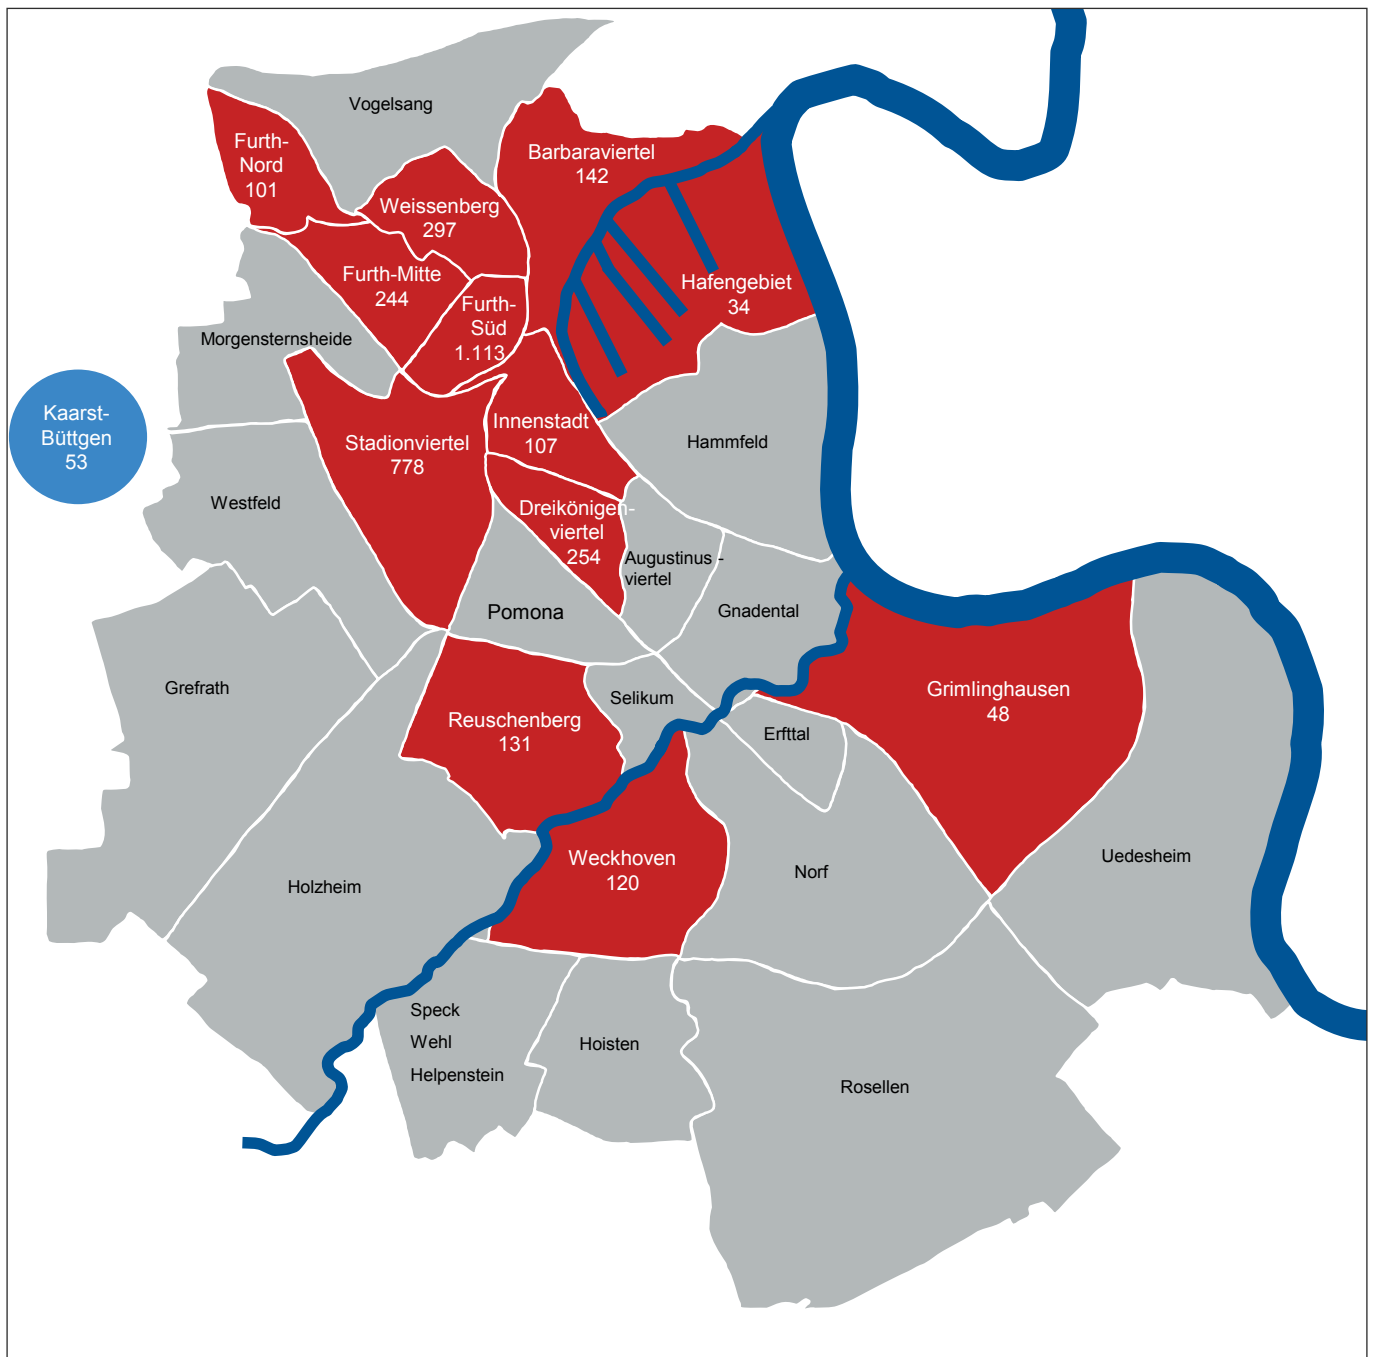 Vogelsang
Furth-
Nord
101
Barbaraviertel
142
Weissenberg
297
Furth-Mitte
244
Hafengebiet
34
Furth-
Süd
1.113
Morgensternsheide
Kaarst-
Büttgen
53
Stadionviertel
778
Innenstadt
107
Hammfeld
Westfeld
Dreikönigen-
viertel
254
Augustinus -
viertel
Pomona
Gnadental
Grefrath
Selikum
Grimlinghausen
48
Reuschenberg
131
Erfttal
Weckhoven
120
Uedesheim
Norf
Holzheim
Speck
Wehl
Helpenstein
Hoisten
Rosellen